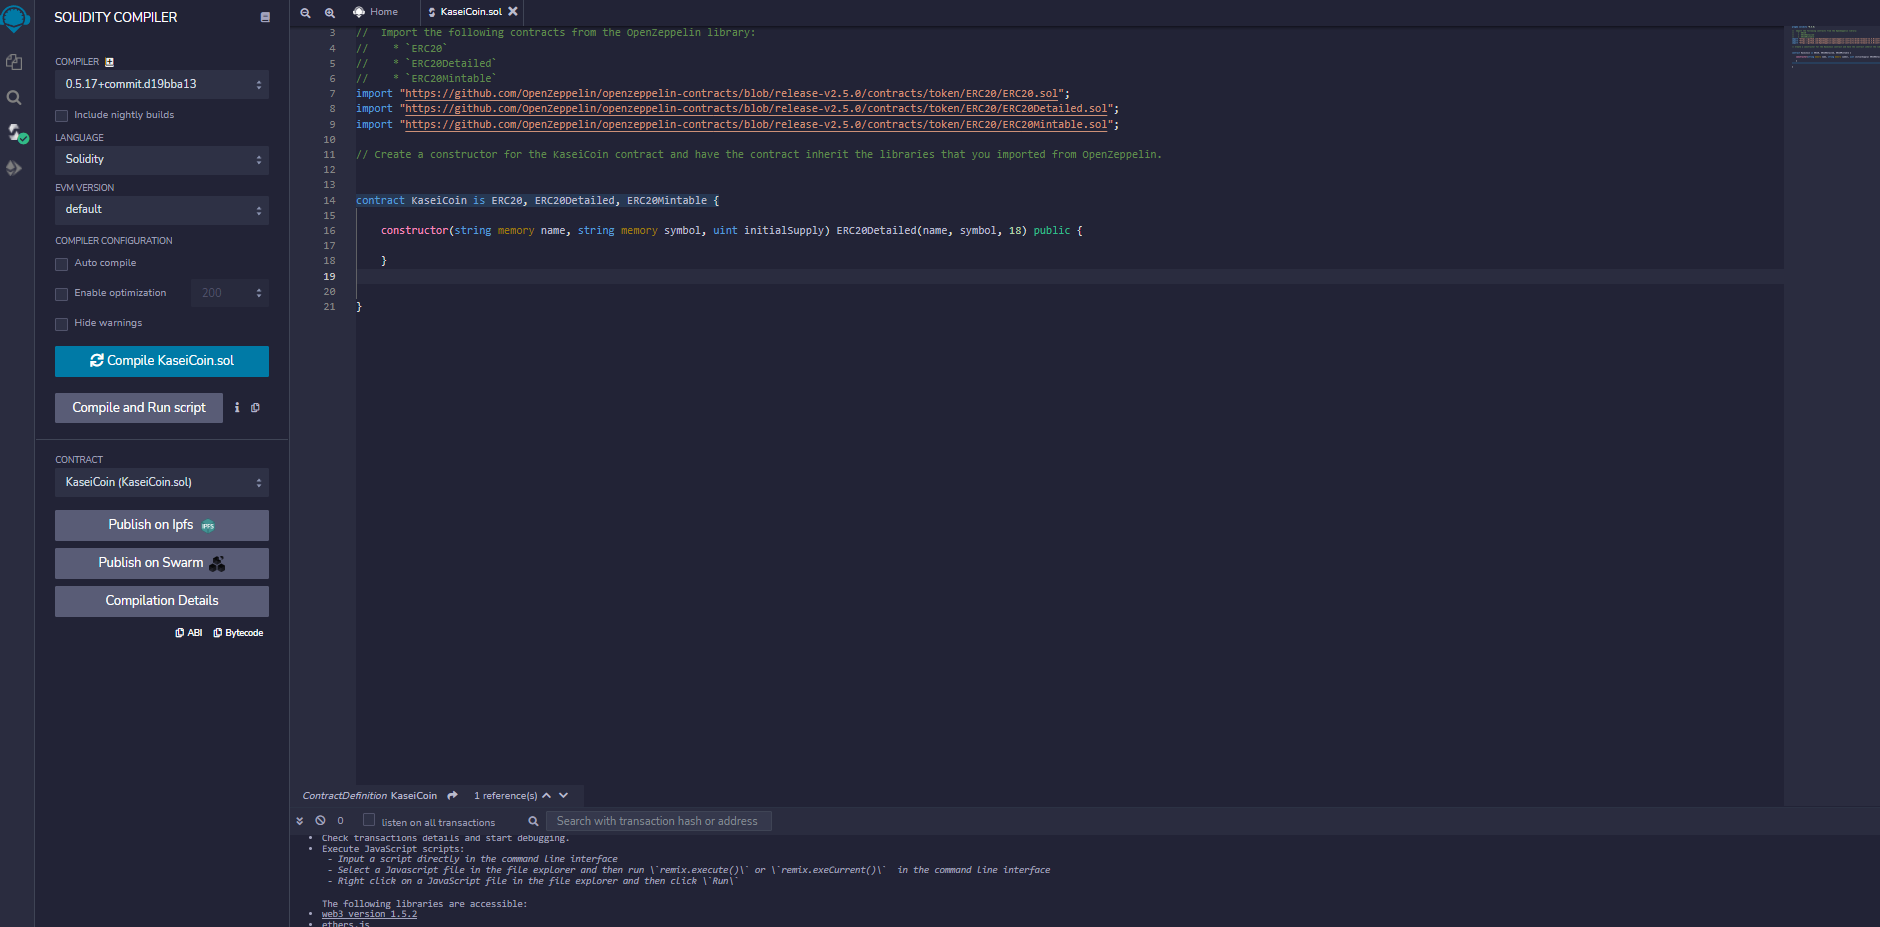 SOLIDITY COMPILER
COMPILER
0.5.17+commit.d19bba13
Include nightly builds
LANGUAGE
Solidity
EVM VERSION
default
COMPILER CONFIGURATION
Auto compile
Enable optimization
200
Hide warnings
Compile KaseiCoin.sol
Compile and Run script
CONTRACT
KaseiCoin (KaseiCoin.sol)
Publish on Ipfs
IPFS
Publish on Swarm
Compilation Details
ABI Bytecode
Home KaseiCoin.sol
3 //  Import the following contracts from the OpenZeppelin library:
4 //    * `ERC20`
5 //    * `ERC20Detailed`
6 //    * `ERC20Mintable`
7 import "https://github.com/OpenZeppelin/openzeppelin-contracts/blob/release-v2.5.0/contracts/token/ERC20/ERC20.sol";
8 import "https://github.com/OpenZeppelin/openzeppelin-contracts/blob/release-v2.5.0/contracts/token/ERC20/ERC20Detailed.sol";
9 import "https://github.com/OpenZeppelin/openzeppelin-contracts/blob/release-v2.5.0/contracts/token/ERC20/ERC20Mintable.sol";
10
11 // Create a constructor for the KaseiCoin contract and have the contract inherit the libraries that you imported from OpenZeppelin.
12
13
14 contract KaseiCoin is ERC20, ERC20Detailed, ERC20Mintable {
15
16     constructor(string memory name, string memory symbol, uint initialSupply) ERC20Detailed(name, symbol, 18) public {
17
18     }
19
20
21 }
ContractDefinition KaseiCoin 1 reference(s)
0 listen on all transactions Search with transaction hash or address
• Check transactions details and start debugging.
• Execute JavaScript scripts:
- Input a script directly in the command line interface
- Select a Javascript file in the file explorer and then run \`remix.execute()\` or \`remix.exeCurrent()\`  in the command line interface
- Right click on a JavaScript file in the file explorer and then click \`Run\`
The following libraries are accessible:
• web3 version 1.5.2
• ethers.js